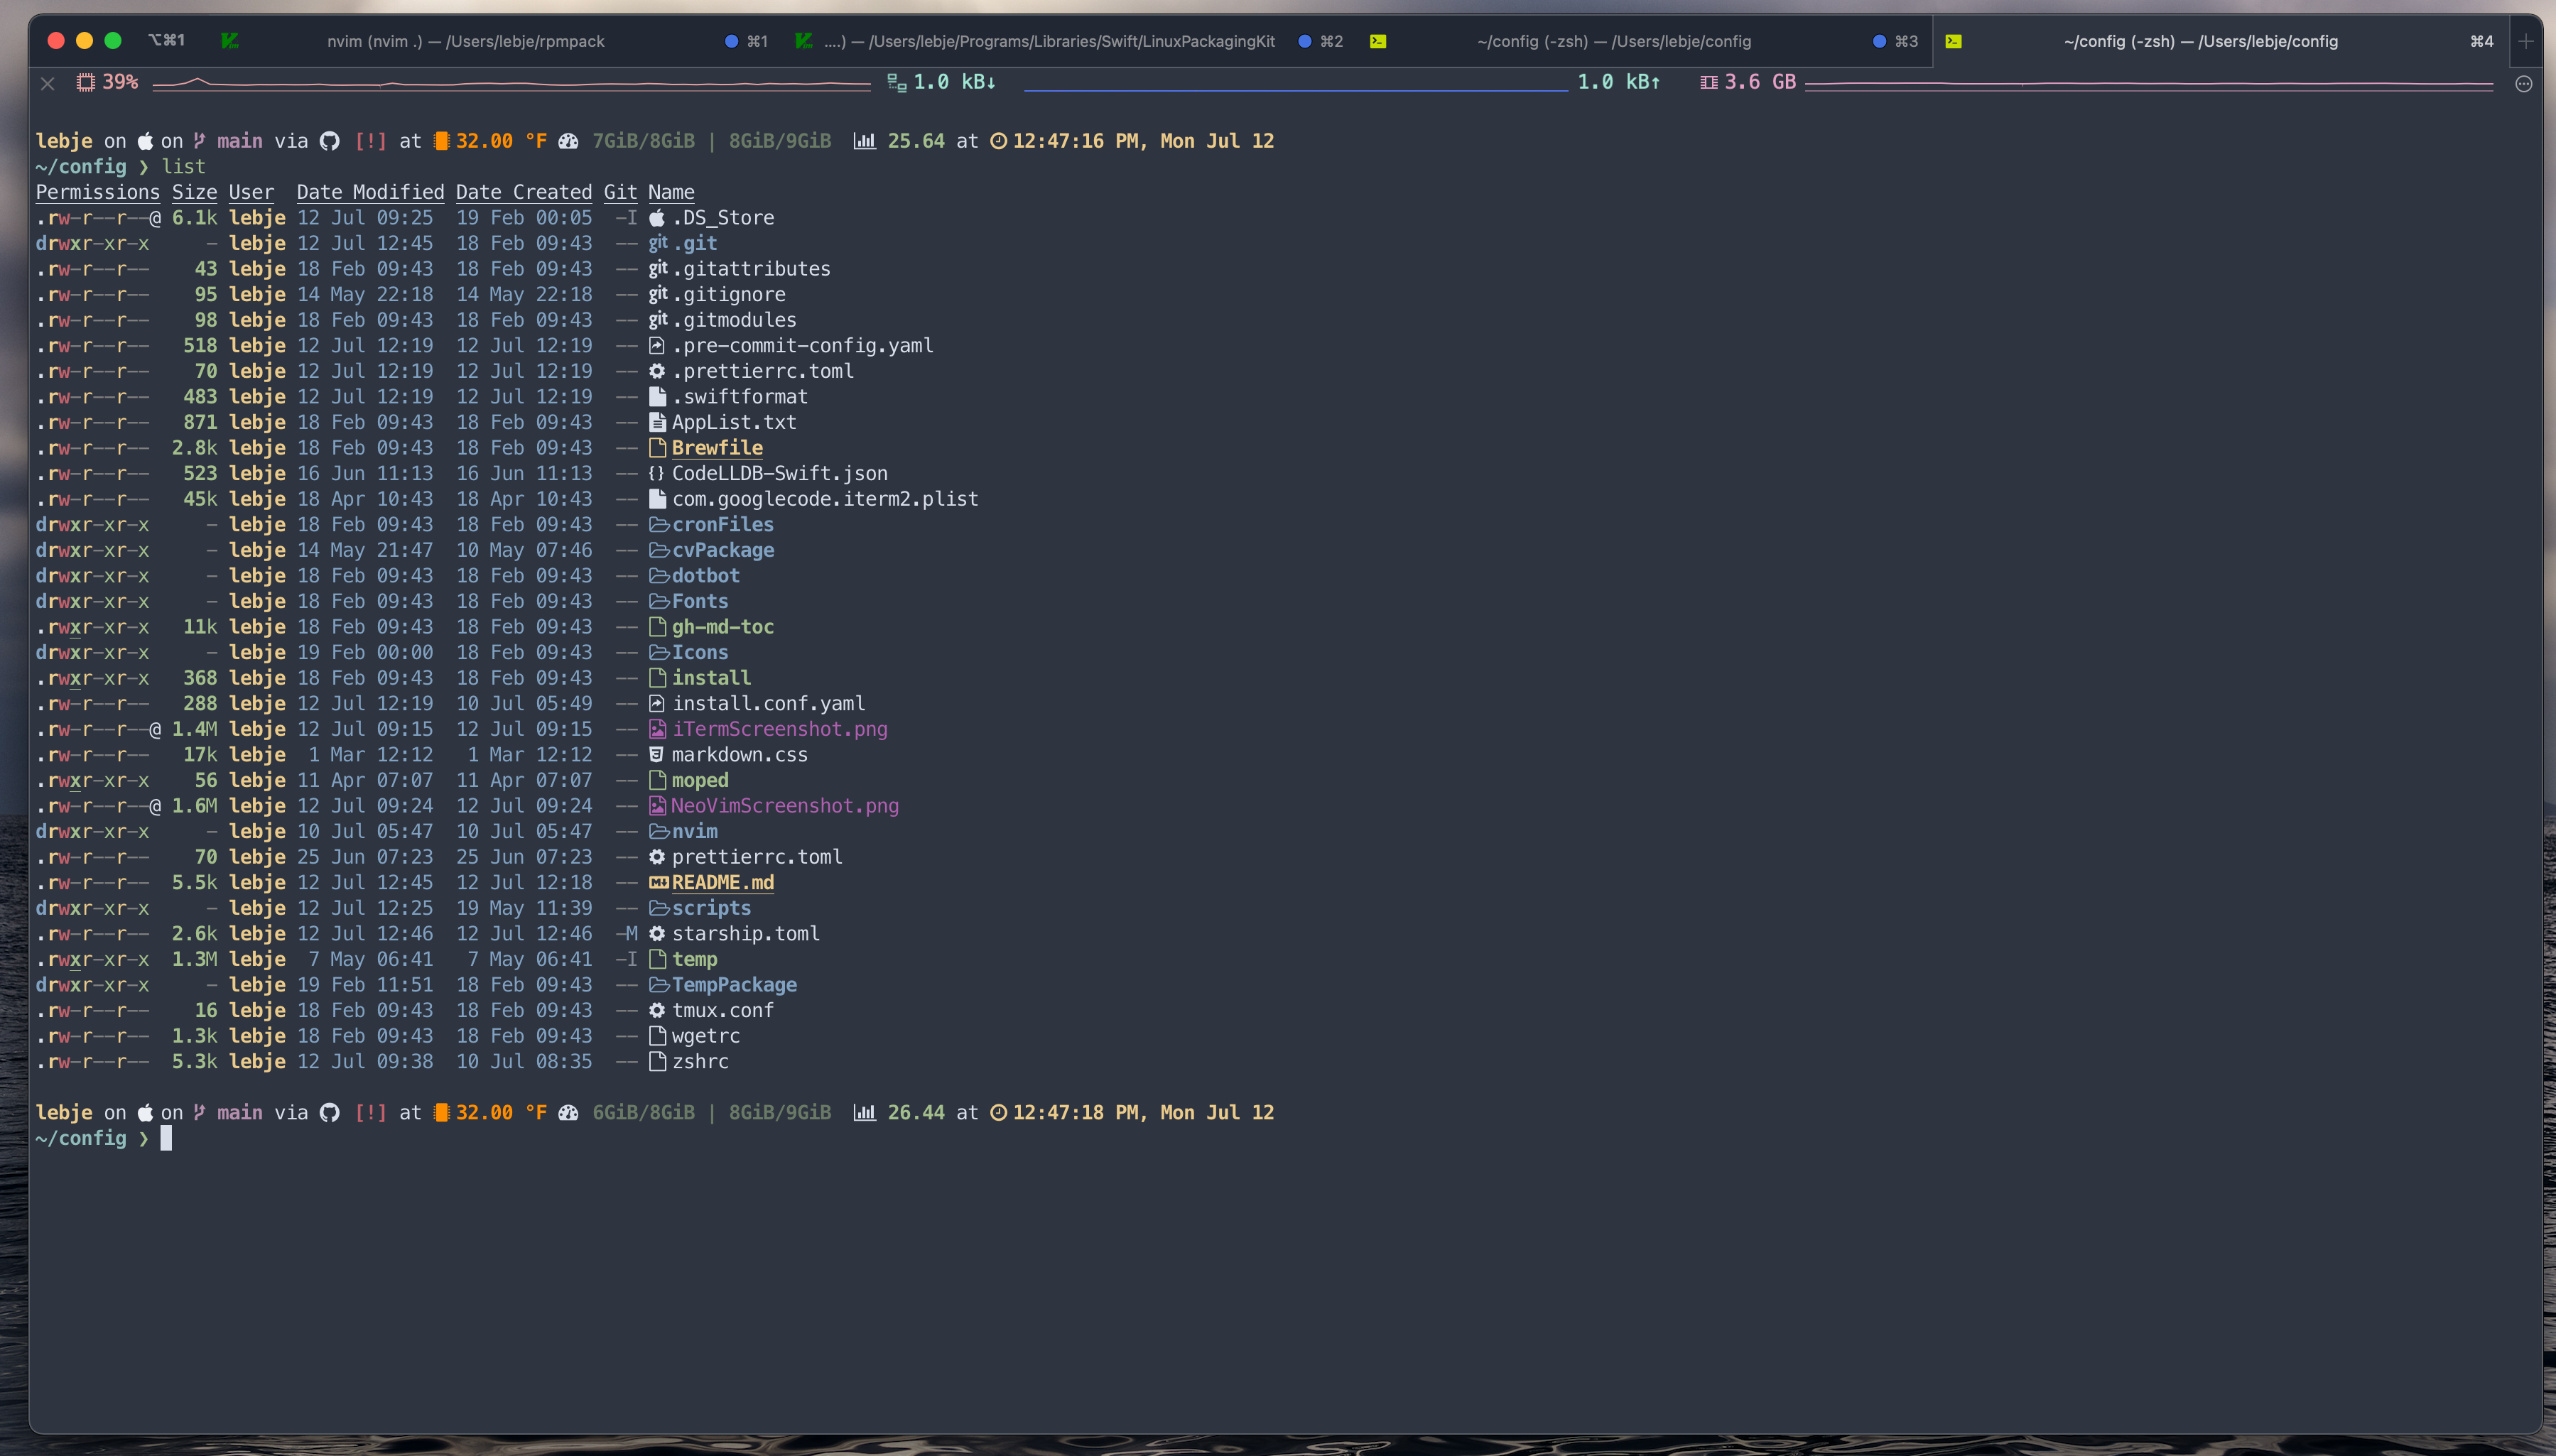 ⌥⌘1 nvim (nvim .) — /Users/lebje/rpmpack ⌘1 ....) — /Users/lebje/Programs/Libraries/Swift/LinuxPackagingKit ⌘2 ~/config (-zsh) — /Users/lebje/config ⌘3 ~/config (-zsh) — /Users/lebje/config ⌘4
39% 1.0 kB↓ 1.0 kB↑ 3.6 GB
lebje on on main via [!] at 32.00 °F 7GiB/8GiB | 8GiB/9GiB 25.64 at 12:47:16 PM, Mon Jul 12
~/config ❯ list
Permissions Size User Date Modified Date Created Git Name
.rw-r--r--@ 6.1k lebje 12 Jul 09:25 19 Feb 00:05 -I .DS_Store
drwxr-xr-x - lebje 12 Jul 12:45 18 Feb 09:43 -- git .git
.rw-r--r-- 43 lebje 18 Feb 09:43 18 Feb 09:43 -- git .gitattributes
.rw-r--r-- 95 lebje 14 May 22:18 14 May 22:18 -- git .gitignore
.rw-r--r-- 98 lebje 18 Feb 09:43 18 Feb 09:43 -- git .gitmodules
.rw-r--r-- 518 lebje 12 Jul 12:19 12 Jul 12:19 -- .pre-commit-config.yaml
.rw-r--r-- 70 lebje 12 Jul 12:19 12 Jul 12:19 -- .prettierrc.toml
.rw-r--r-- 483 lebje 12 Jul 12:19 12 Jul 12:19 -- .swiftformat
.rw-r--r-- 871 lebje 18 Feb 09:43 18 Feb 09:43 -- AppList.txt
.rw-r--r-- 2.8k lebje 18 Feb 09:43 18 Feb 09:43 -- Brewfile
.rw-r--r-- 523 lebje 16 Jun 11:13 16 Jun 11:13 -- {} CodeLLDB-Swift.json
.rw-r--r-- 45k lebje 18 Apr 10:43 18 Apr 10:43 -- com.googlecode.iterm2.plist
drwxr-xr-x - lebje 18 Feb 09:43 18 Feb 09:43 -- cronFiles
drwxr-xr-x - lebje 14 May 21:47 10 May 07:46 -- cvPackage
drwxr-xr-x - lebje 18 Feb 09:43 18 Feb 09:43 -- dotbot
drwxr-xr-x - lebje 18 Feb 09:43 18 Feb 09:43 -- Fonts
.rwxr-xr-x 11k lebje 18 Feb 09:43 18 Feb 09:43 -- gh-md-toc
drwxr-xr-x - lebje 19 Feb 00:00 18 Feb 09:43 -- Icons
.rwxr-xr-x 368 lebje 18 Feb 09:43 18 Feb 09:43 -- install
.rw-r--r-- 288 lebje 12 Jul 12:19 10 Jul 05:49 -- install.conf.yaml
.rw-r--r--@ 1.4M lebje 12 Jul 09:15 12 Jul 09:15 -- iTermScreenshot.png
.rw-r--r-- 17k lebje 1 Mar 12:12 1 Mar 12:12 -- markdown.css
.rwxr-xr-x 56 lebje 11 Apr 07:07 11 Apr 07:07 -- moped
.rw-r--r--@ 1.6M lebje 12 Jul 09:24 12 Jul 09:24 -- NeoVimScreenshot.png
drwxr-xr-x - lebje 10 Jul 05:47 10 Jul 05:47 -- nvim
.rw-r--r-- 70 lebje 25 Jun 07:23 25 Jun 07:23 -- prettierrc.toml
.rw-r--r-- 5.5k lebje 12 Jul 12:45 12 Jul 12:18 -- README.md
drwxr-xr-x - lebje 12 Jul 12:25 19 May 11:39 -- scripts
.rw-r--r-- 2.6k lebje 12 Jul 12:46 12 Jul 12:46 -M starship.toml
.rwxr-xr-x 1.3M lebje 7 May 06:41 7 May 06:41 -I temp
drwxr-xr-x - lebje 19 Feb 11:51 18 Feb 09:43 -- TempPackage
.rw-r--r-- 16 lebje 18 Feb 09:43 18 Feb 09:43 -- tmux.conf
.rw-r--r-- 1.3k lebje 18 Feb 09:43 18 Feb 09:43 -- wgetrc
.rw-r--r-- 5.3k lebje 12 Jul 09:38 10 Jul 08:35 -- zshrc
lebje on on main via [!] at 32.00 °F 6GiB/8GiB | 8GiB/9GiB 26.44 at 12:47:18 PM, Mon Jul 12
~/config ❯